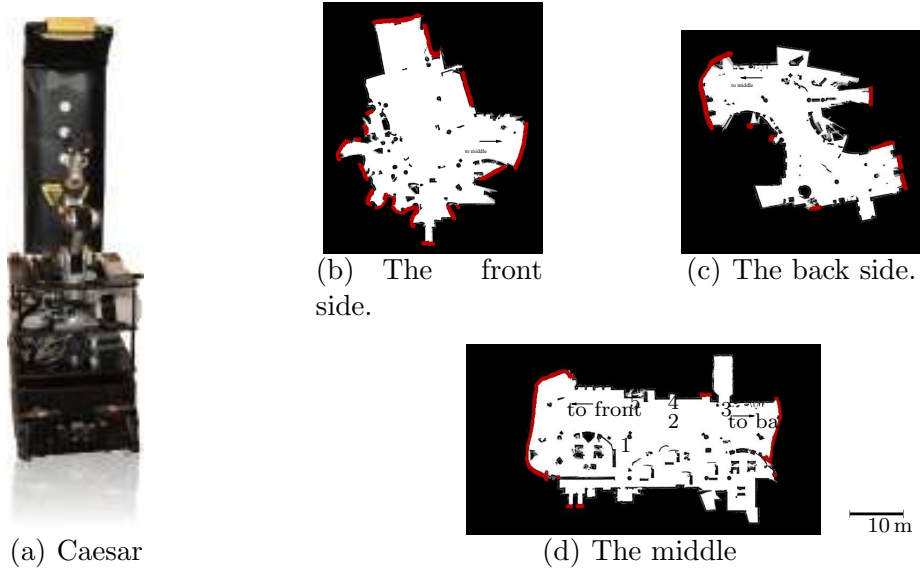 to middle
to middle
(b) The front
side.
(c) The back side.
5 4 3
to front 2 to ba
1
10 m
(a) Caesar
(d) The middle